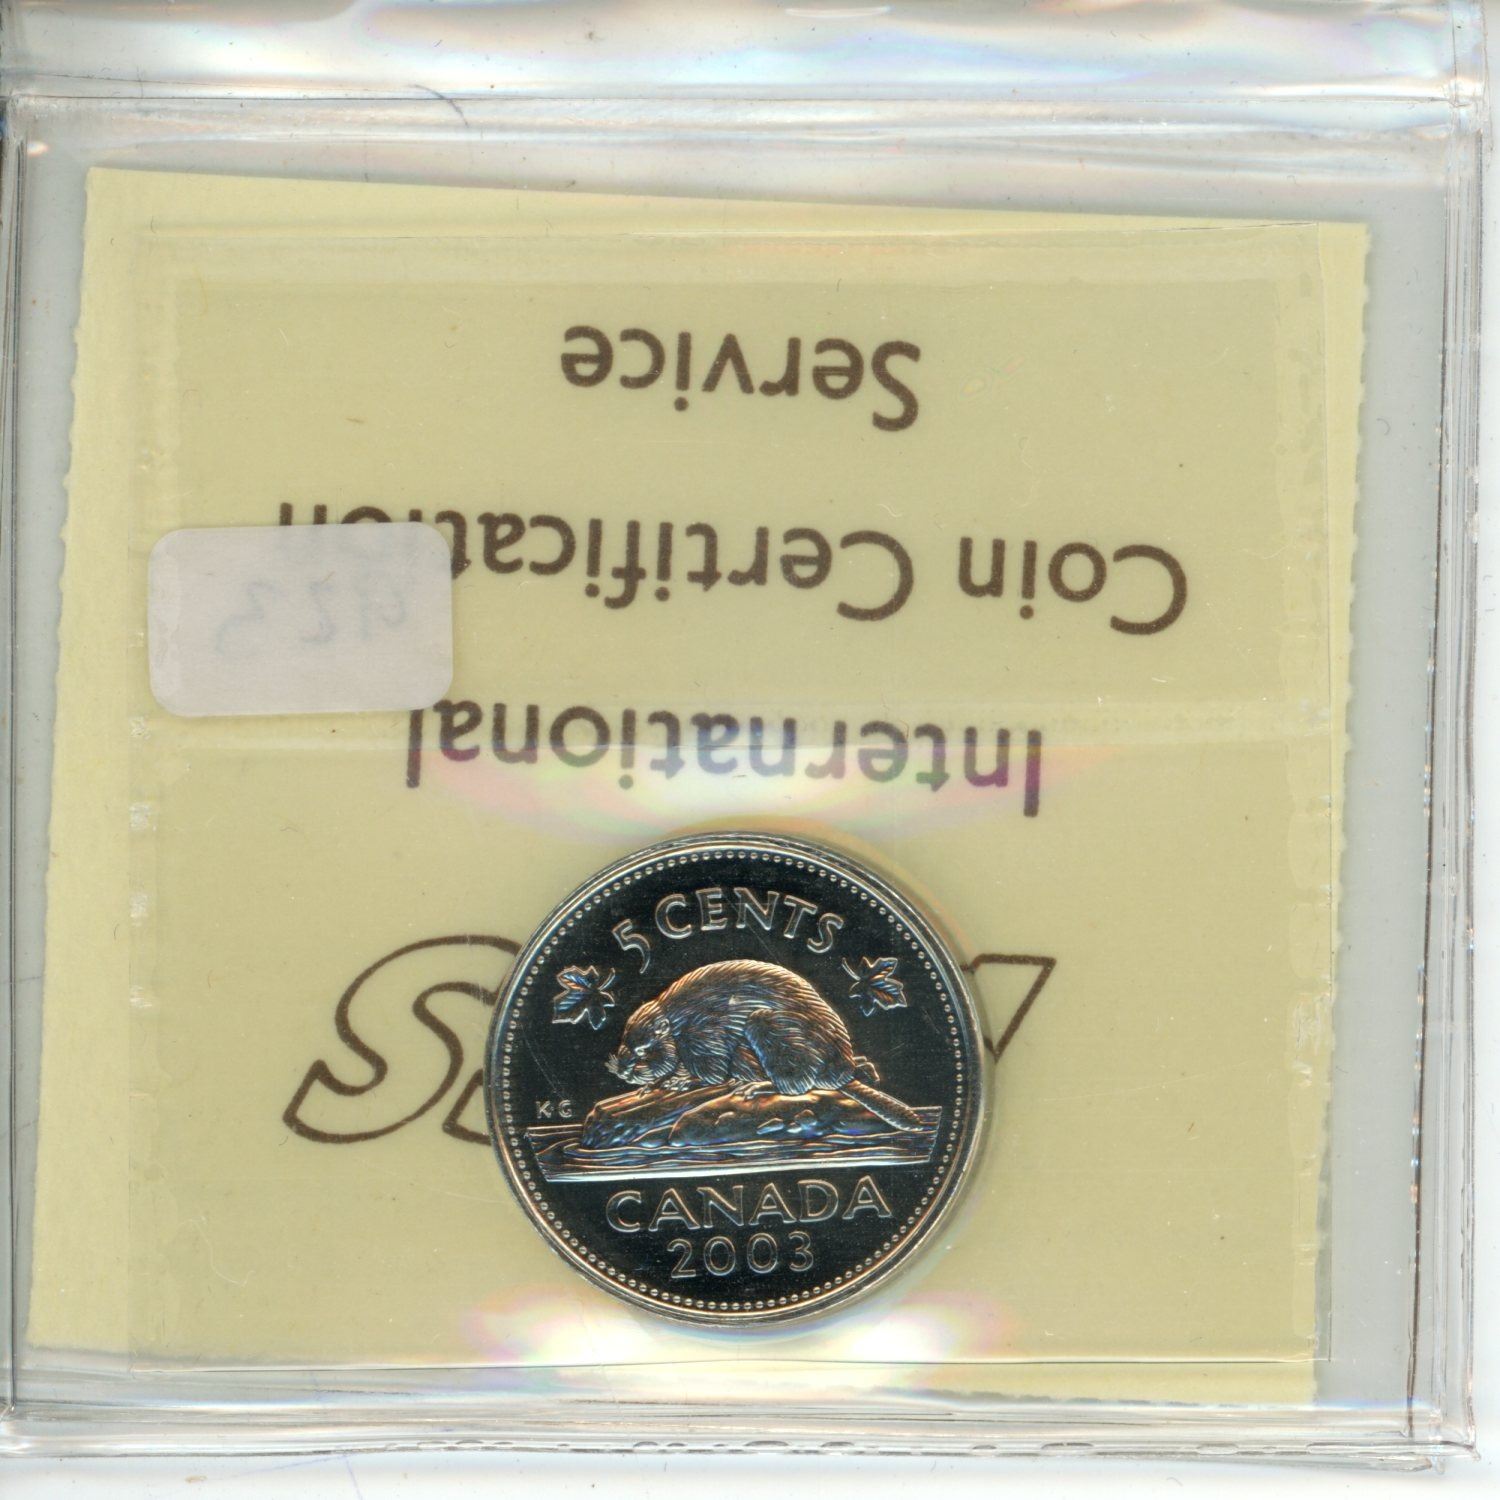 Service
Coin Certification
International
5 CENTS
KG
CANADA
2003